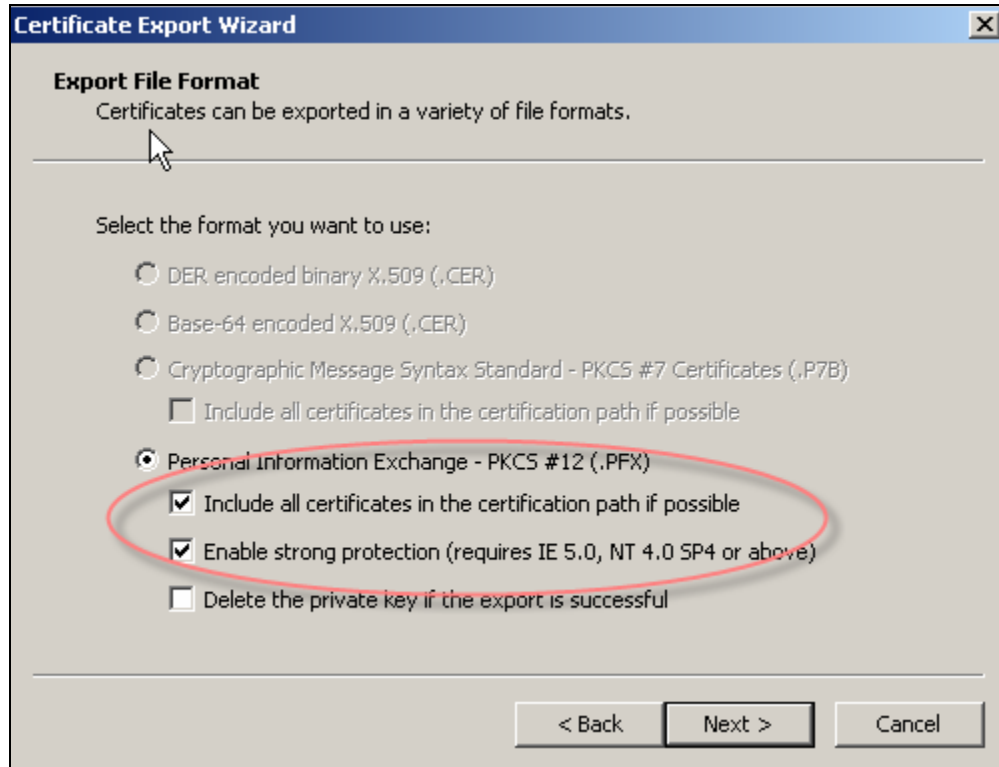 Certificate Export Wizard
Export File Format
Certificates can be exported in a variety of file formats.
Select the format you want to use:
DER encoded binary X.509 (.CER)
Base-64 encoded X.509 (.CER)
Cryptographic Message Syntax Standard - PKCS #7 Certificates (.P7B)
Include all certificates in the certification path if possible
Personal Information Exchange - PKCS #12 (.PFX)
Include all certificates in the certification path if possible
Enable strong protection (requires IE 5.0, NT 4.0 SP4 or above)
Delete the private key if the export is successful
< Back Next > Cancel